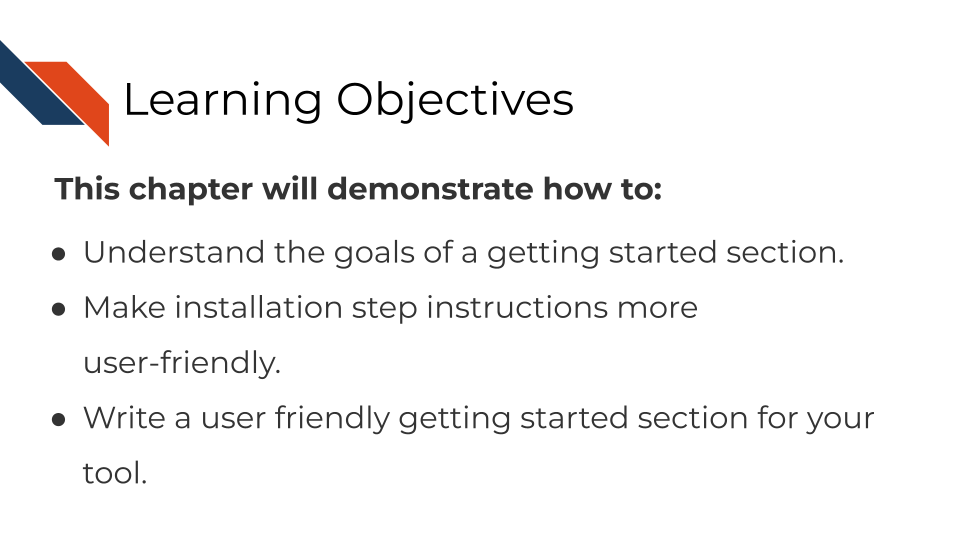 Learning Objectives
This chapter will demonstrate how to:
● Understand the goals of a getting started section.
● Make installation step instructions more
user-friendly.
● Write a user friendly getting started section for your
tool.